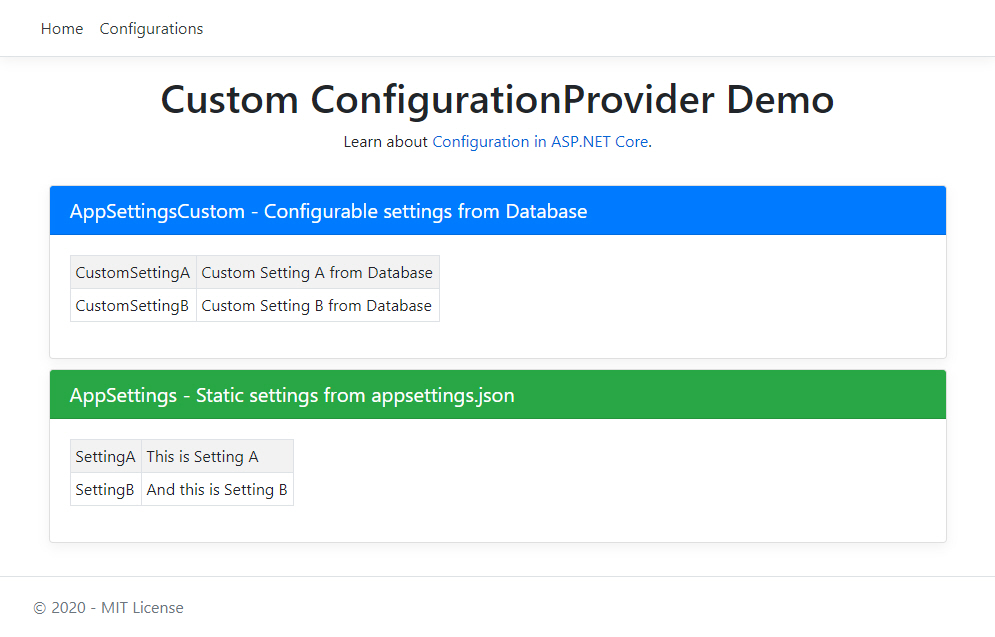 Home Configurations
Custom ConfigurationProvider Demo
Learn about Configuration in ASP.NET Core.
AppSettingsCustom - Configurable settings from Database
CustomSettingA Custom Setting A from Database
CustomSettingB Custom Setting B from Database
AppSettings - Static settings from appsettings.json
SettingA This is Setting A
SettingB And this is Setting B
© 2020 - MIT License